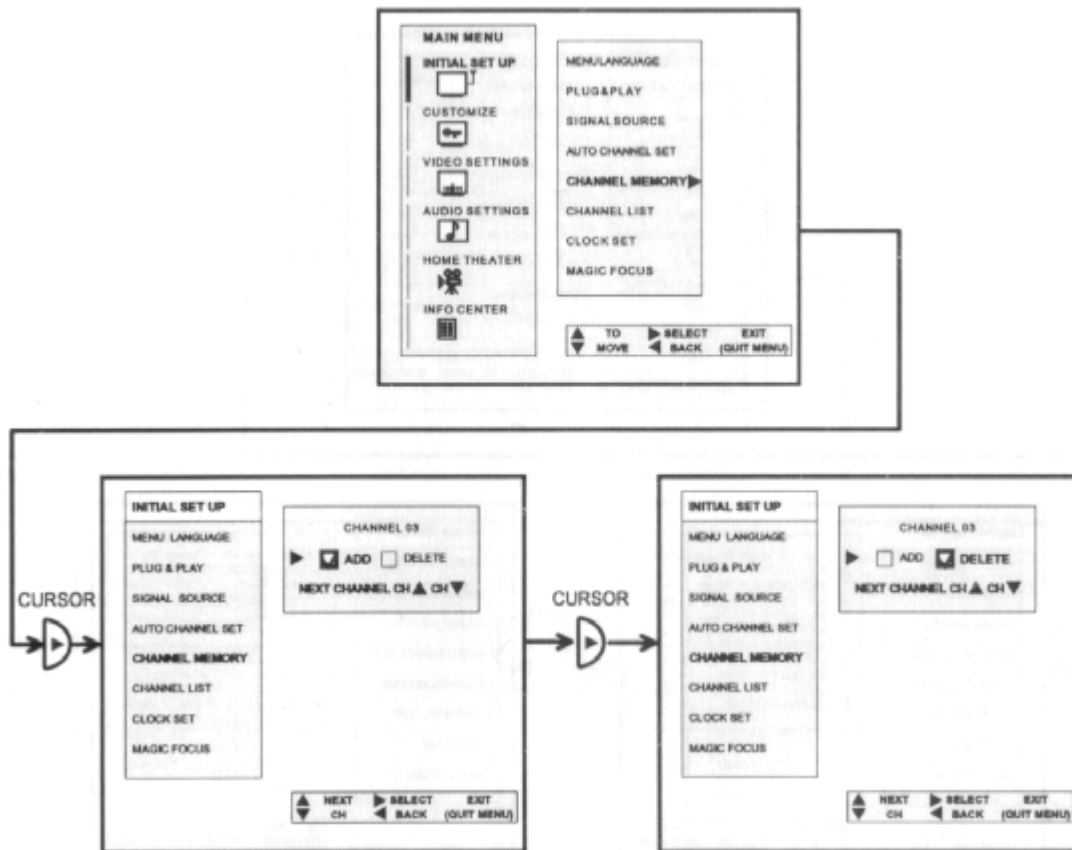 MAIN MENU
INITIAL SET UP
CUSTOMIZE
VIDEO SETTINGS
AUDIO SETTINGS
HOME THEATER
INFO CENTER
MENU LANGUAGE
PLUG & PLAY
SIGNAL SOURCE
AUTO CHANNEL SET
CHANNEL MEMORY ▶
CHANNEL LIST
CLOCK SET
MAGIC FOCUS
▲ TO ▶ SELECT EXIT
▼ MOVE ◀ BACK (QUIT MENU)
CURSOR
INITIAL SET UP
MENU LANGUAGE
PLUG & PLAY
SIGNAL SOURCE
AUTO CHANNEL SET
CHANNEL MEMORY
CHANNEL LIST
CLOCK SET
MAGIC FOCUS
CHANNEL 03
▶ ADD DELETE
NEXT CHANNEL CH ▲ CH ▼
▲ NEXT ▶ SELECT EXIT
▼ CH ◀ BACK (QUIT MENU)
CURSOR
INITIAL SET UP
MENU LANGUAGE
PLUG & PLAY
SIGNAL SOURCE
AUTO CHANNEL SET
CHANNEL MEMORY
CHANNEL LIST
CLOCK SET
MAGIC FOCUS
CHANNEL 03
▶ ADD DELETE
NEXT CHANNEL CH ▲ CH ▼
▲ NEXT ▶ SELECT EXIT
▼ CH ◀ BACK (QUIT MENU)